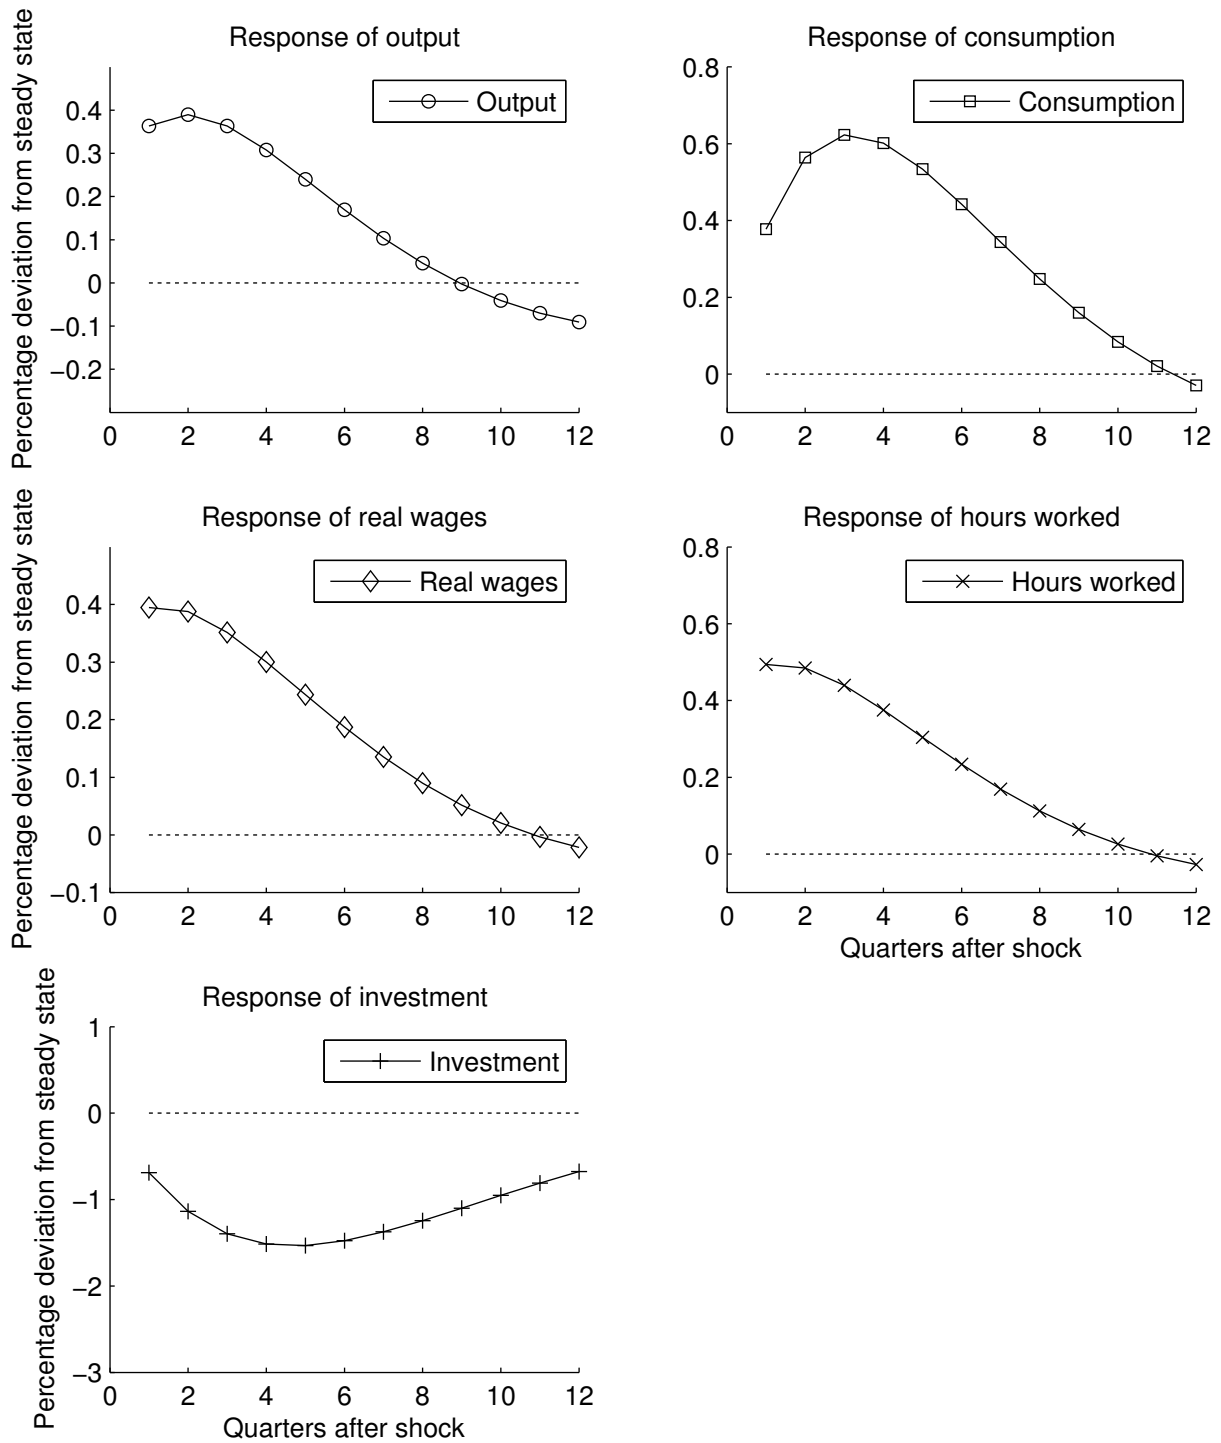 Response of output
Percentage deviation from steady state
Output
0.4
0.3
0.2
0.1
0
−0.1
−0.2
0 2 4 6 8 10 12
Response of consumption
Consumption
0.8
0.6
0.4
0.2
0
0 2 4 6 8 10 12
Response of real wages
Percentage deviation from steady state
Real wages
0.4
0.3
0.2
0.1
0
−0.1
0 2 4 6 8 10 12
Response of hours worked
Hours worked
0.8
0.6
0.4
0.2
0
0 2 4 6 8 10 12
Quarters after shock
Response of investment
Percentage deviation from steady state
Investment
1
0
−1
−2
−3
0 2 4 6 8 10 12
Quarters after shock